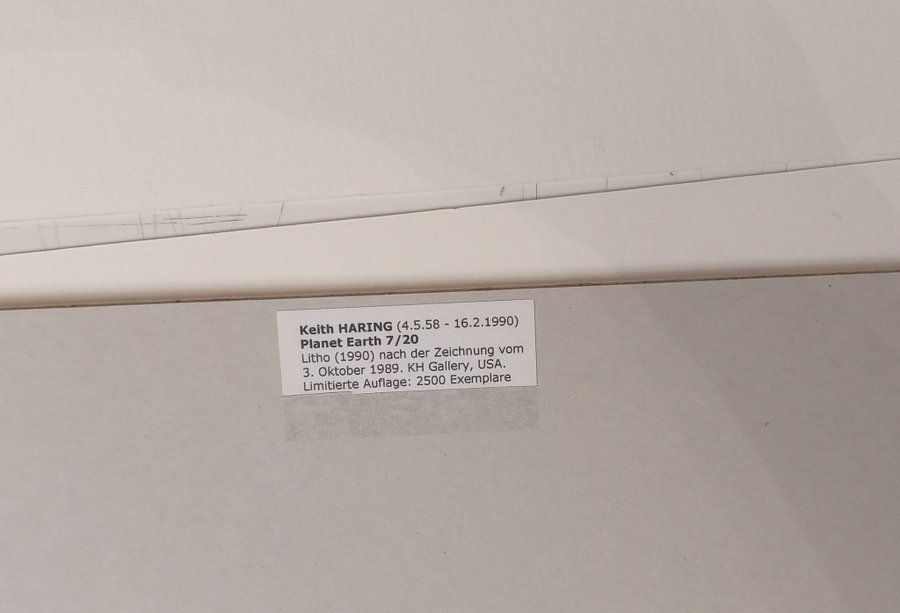 Keith HARING (4.5.58 - 16.2.1990)
Planet Earth 7/20
Litho (1990) nach der Zeichnung vom
3. Oktober 1989. KH Gallery, USA.
Limitierte Auflage: 2500 Exemplare